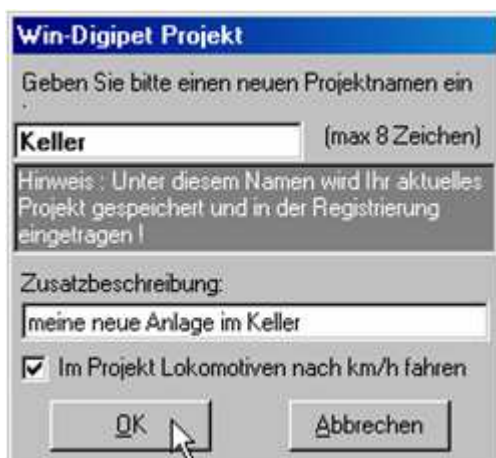 Win-Digipet Projekt
Geben Sie bitte einen neuen Projektnamen ein
:
Keller (max 8 Zeichen)
Hinweis : Unter diesem Namen wird Ihr aktuelles
Projekt gespeichert und in der Registrierung
eingetragen !
Zusatzbeschreibung:
meine neue Anlage im Keller
Im Projekt Lokomotiven nach km/h fahren
OK Abbrechen